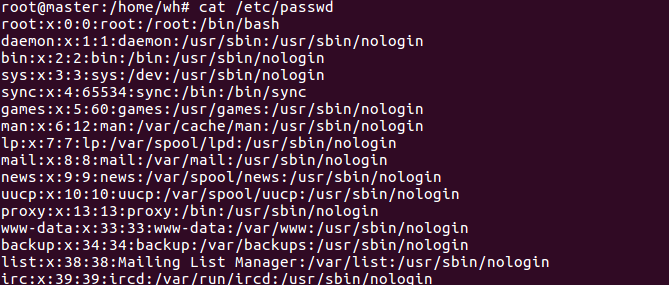 root@master:/home/wh# cat /etc/passwd
root:x:0:0:root:/root:/bin/bash
daemon:x:1:1:daemon:/usr/sbin:/usr/sbin/nologin
bin:x:2:2:bin:/bin:/usr/sbin/nologin
sys:x:3:3:sys:/dev:/usr/sbin/nologin
sync:x:4:65534:sync:/bin:/bin/sync
games:x:5:60:games:/usr/games:/usr/sbin/nologin
man:x:6:12:man:/var/cache/man:/usr/sbin/nologin
lp:x:7:7:lp:/var/spool/lpd:/usr/sbin/nologin
mail:x:8:8:mail:/var/mail:/usr/sbin/nologin
news:x:9:9:news:/var/spool/news:/usr/sbin/nologin
uucp:x:10:10:uucp:/var/spool/uucp:/usr/sbin/nologin
proxy:x:13:13:proxy:/bin:/usr/sbin/nologin
www-data:x:33:33:www-data:/var/www:/usr/sbin/nologin
backup:x:34:34:backup:/var/backups:/usr/sbin/nologin
list:x:38:38:Mailing List Manager:/var/list:/usr/sbin/nologin
irc:x:39:39:ircd:/var/run/ircd:/usr/sbin/nologin